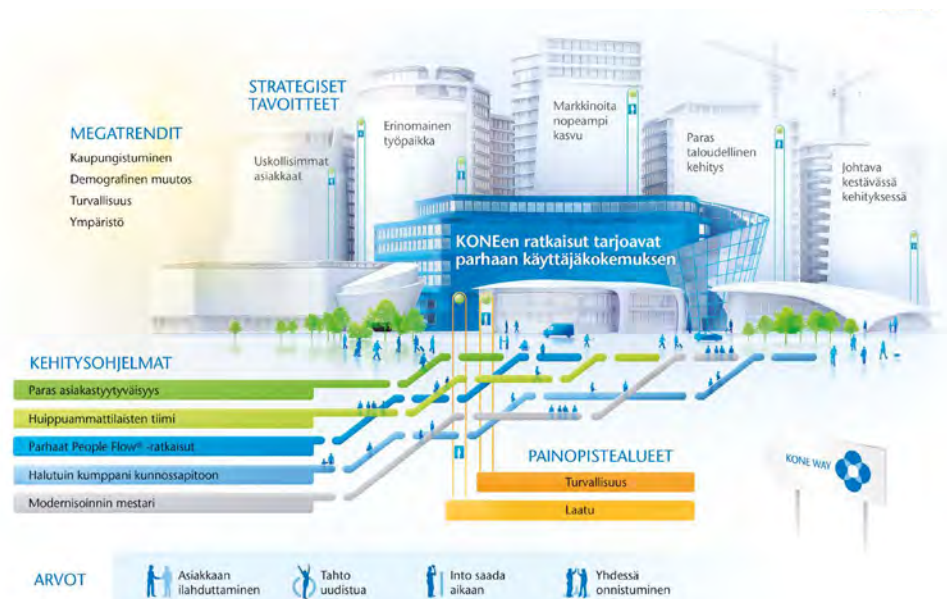 STRATEGISET
TAVOITTEET
MEGATRENDIT
Kaupungistuminen
Demografinen muutos
Turvallisuus
Ympäristö
Uskollisimmat
asiakkaat
Erinomainen
työpaikka
Markkinoita
nopeampi
kasvu
Paras
taloudellinen
kehitys
Johtava
kestävässä
kehityksessä
KONEen ratkaisut tarjoavat
parhaan käyttäjäkokemuksen
KEHITYSOHJELMAT
Paras asiakastyytyväisyys
Huippuammattilaisten tiimi
Parhaat People Flow® -ratkaisut
Halutuin kumppani kunnossapitoon
Modernisoinnin mestari
PAINOPISTEALUEET
Turvallisuus
Laatu
KONE WAY
ARVOT
Asiakkaan
ilahduttaminen
Tahto
uudistua
Into saada
aikaan
Yhdessä
onnistuminen